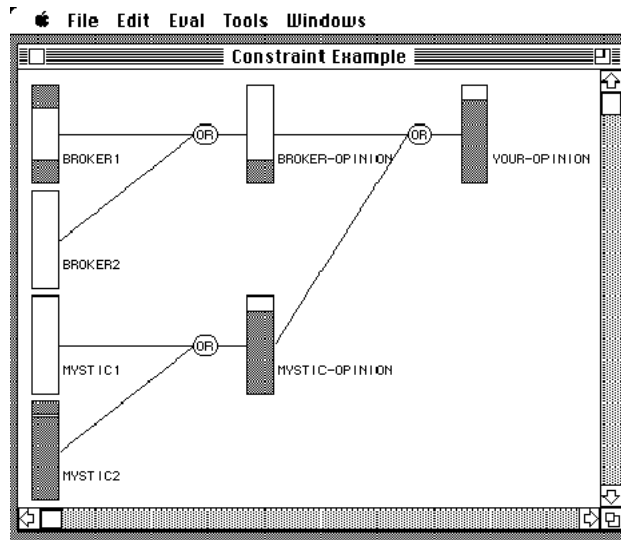 File Edit Eval Tools Windows
Constraint Example
OR
OR
BROKER1
BROKER-OPINION
YOUR-OPINION
BROKER2
OR
MYSTIC1
MYSTIC-OPINION
MYSTIC2